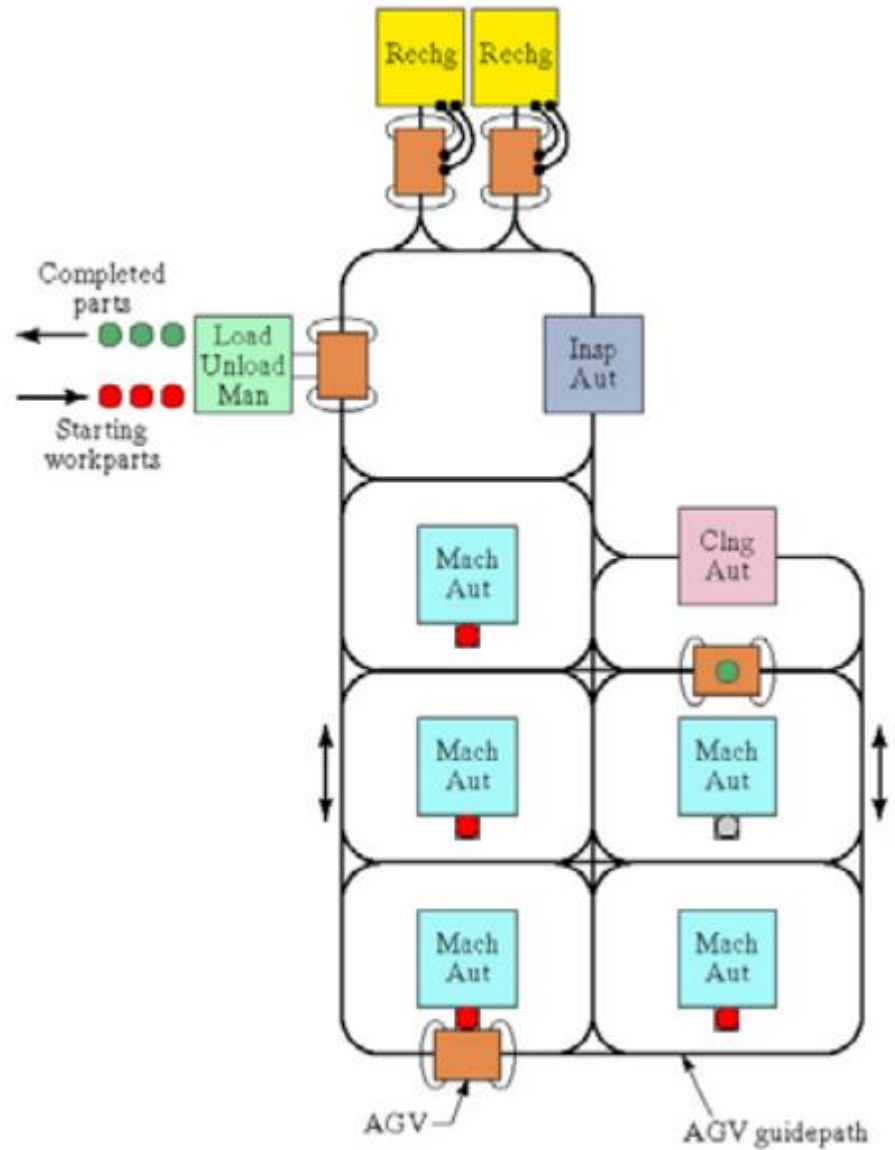 Rechg
Rechg
Completed
parts
Load
Unload
Man
Insp
Aut
Starting
workparts
Mach
Aut
Clng
Aut
Mach
Aut
Mach
Aut
Mach
Aut
Mach
Aut
AGV
AGV guidepath